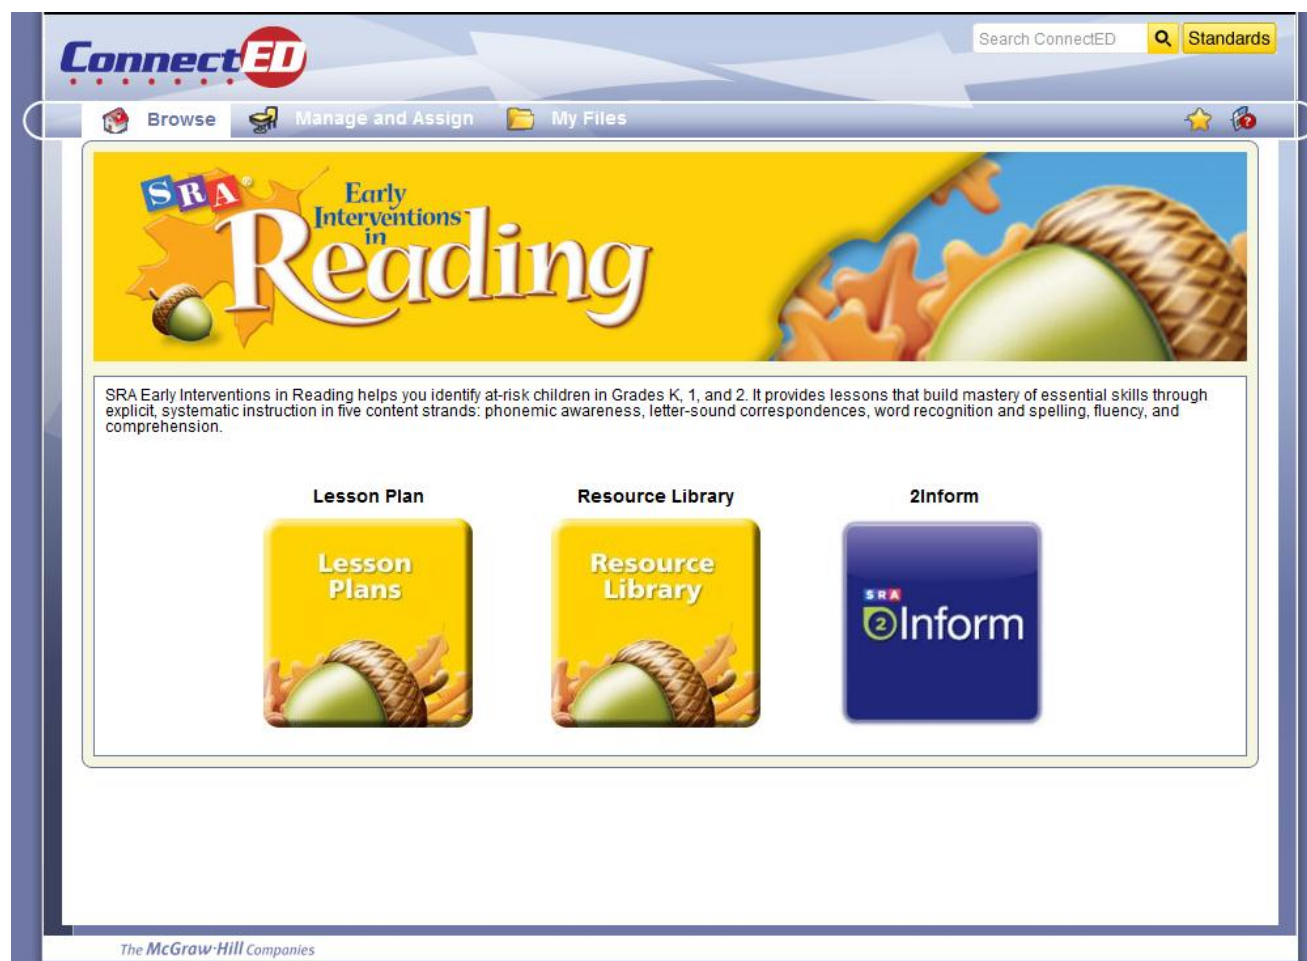 ConnectED
Search ConnectED
Standards
Browse
Manage and Assign
My Files
SRA®
Early
Interventions
in
Reading
SRA Early Interventions in Reading helps you identify at-risk children in Grades K, 1, and 2. It provides lessons that build mastery of essential skills through
explicit, systematic instruction in five content strands: phonemic awareness, letter-sound correspondences, word recognition and spelling, fluency, and
comprehension.
Lesson Plan
Resource Library
2Inform
Lesson
Plans
Resource
Library
SRA
2Inform
The McGraw·Hill Companies